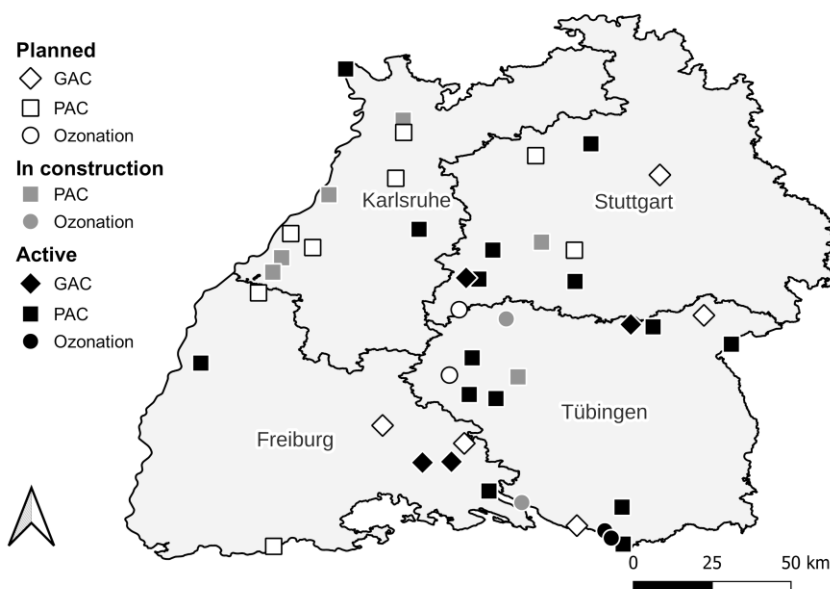 Planned
GAC
PAC
Ozonation
In construction
PAC
Ozonation
Active
GAC
PAC
Ozonation
Karlsruhe
Stuttgart
Freiburg
Tübingen
0 25 50 km